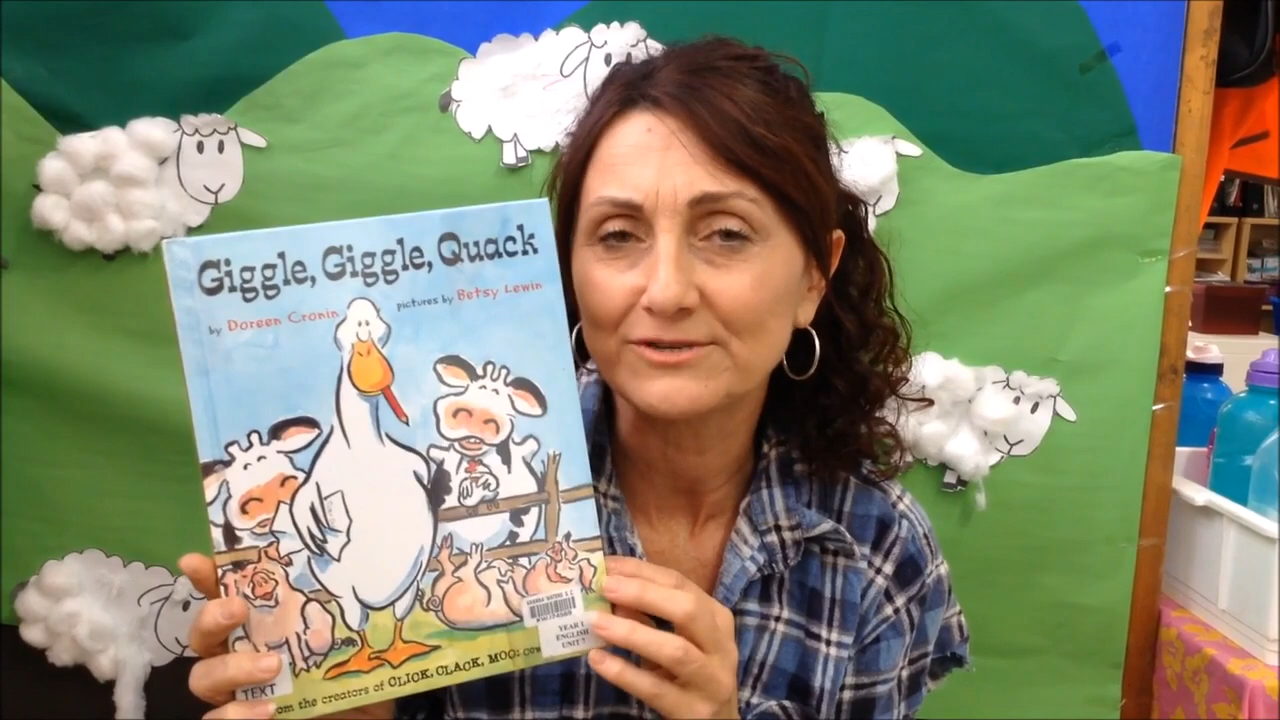 Giggle, Giggle, Quack
by Doreen Cronin
pictures by Betsy Lewin
YEAR 1
ENGLISH
UNIT 7
TEXT
om the creators of CLICK, CLACK, MOO: cow